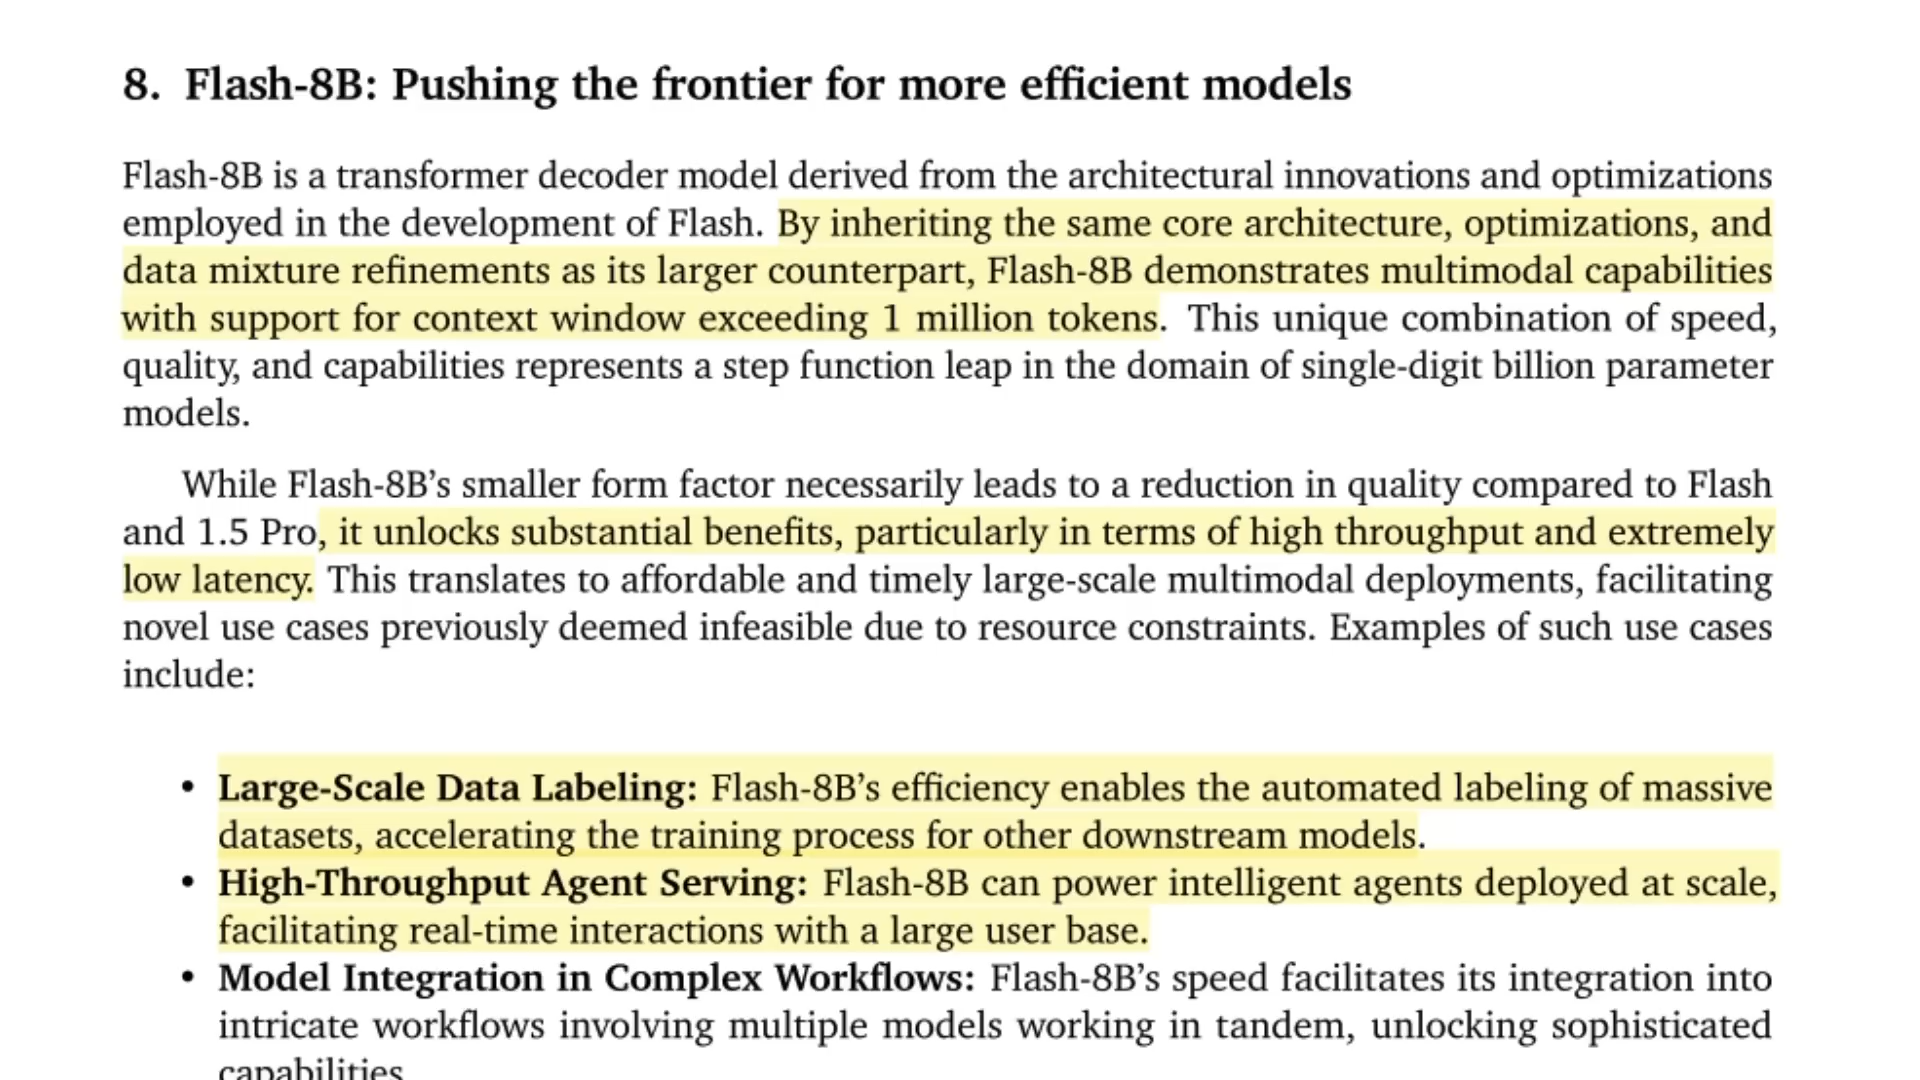 8. Flash-8B: Pushing the frontier for more efficient models
Flash-8B is a transformer decoder model derived from the architectural innovations and optimizations
employed in the development of Flash. By inheriting the same core architecture, optimizations, and
data mixture refinements as its larger counterpart, Flash-8B demonstrates multimodal capabilities
with support for context window exceeding 1 million tokens. This unique combination of speed,
quality, and capabilities represents a step function leap in the domain of single-digit billion parameter
models.
While Flash-8B’s smaller form factor necessarily leads to a reduction in quality compared to Flash
and 1.5 Pro, it unlocks substantial benefits, particularly in terms of high throughput and extremely
low latency. This translates to affordable and timely large-scale multimodal deployments, facilitating
novel use cases previously deemed infeasible due to resource constraints. Examples of such use cases
include:
• Large-Scale Data Labeling: Flash-8B’s efficiency enables the automated labeling of massive
datasets, accelerating the training process for other downstream models.
• High-Throughput Agent Serving: Flash-8B can power intelligent agents deployed at scale,
facilitating real-time interactions with a large user base.
• Model Integration in Complex Workflows: Flash-8B’s speed facilitates its integration into
intricate workflows involving multiple models working in tandem, unlocking sophisticated
capabilities.